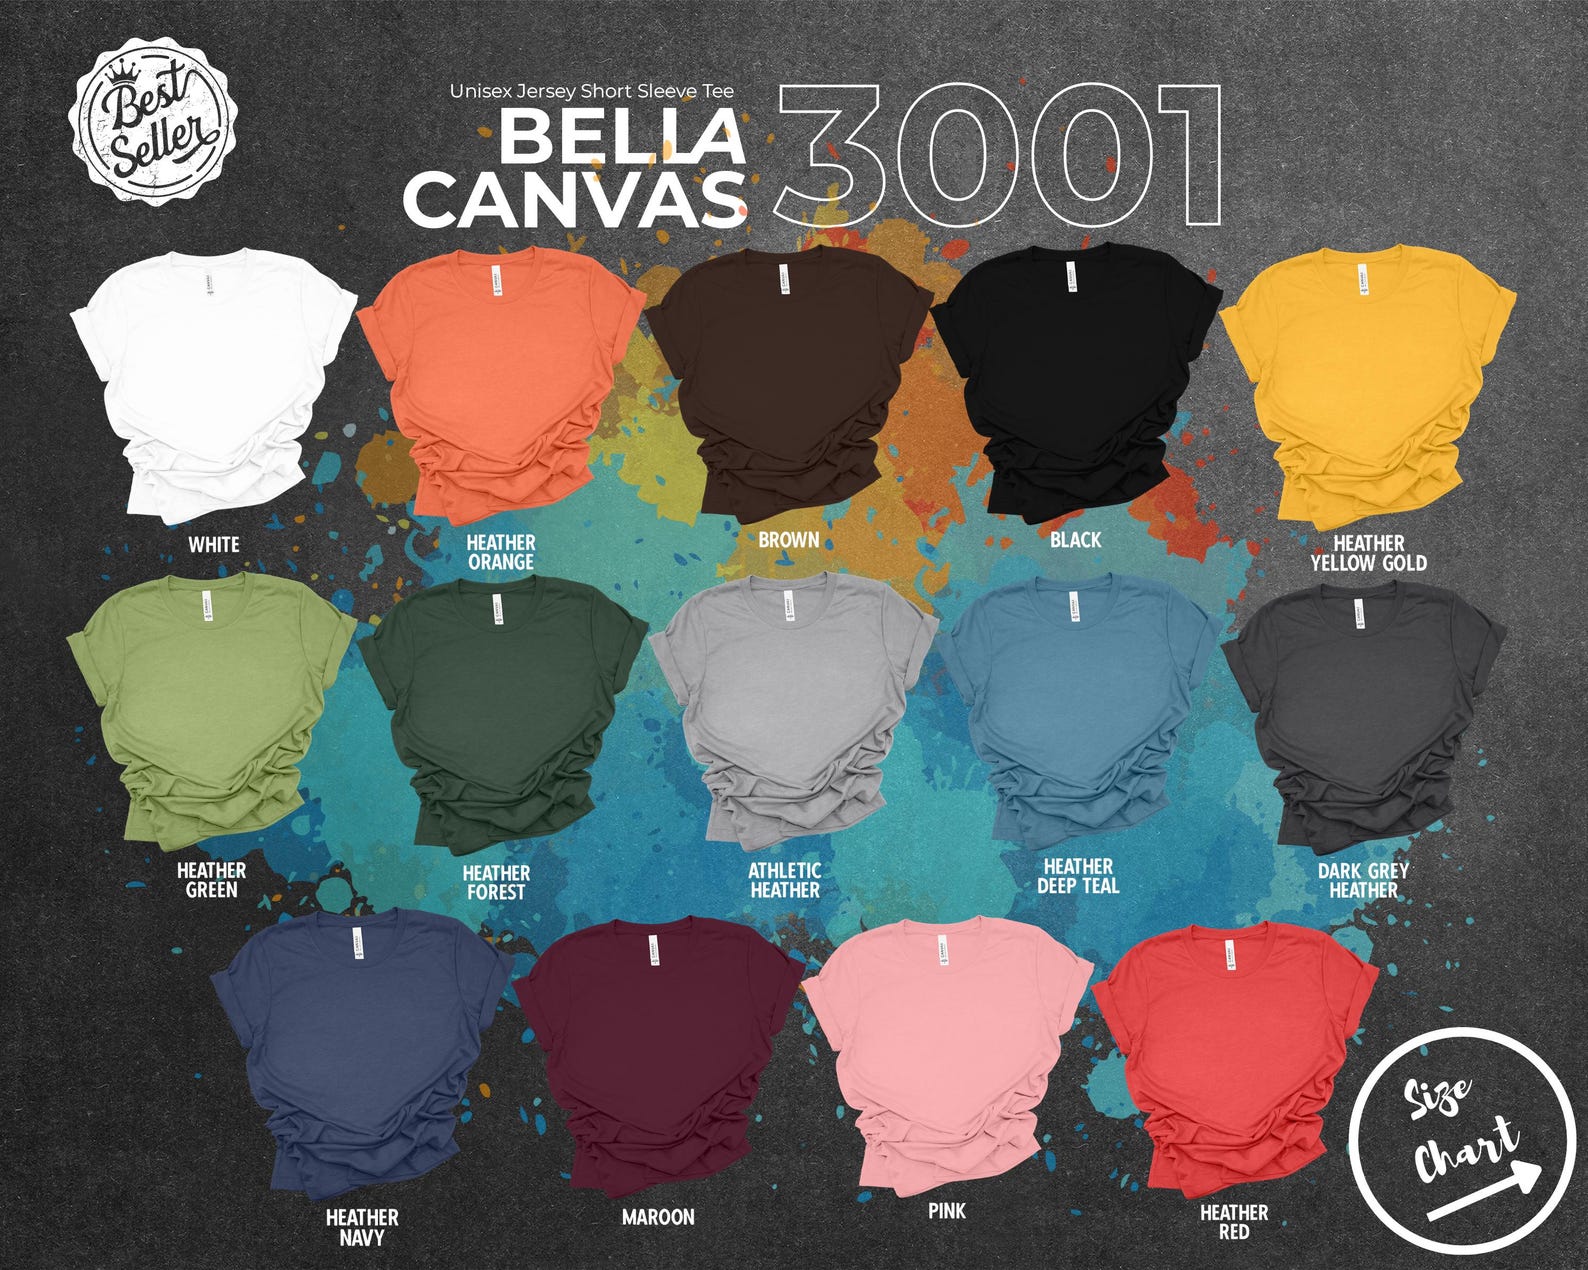 Best
Seller
Unisex Jersey Short Sleeve Tee
BELLA
CANVAS
3001
WHITE
HEATHER
ORANGE
BROWN
BLACK
HEATHER
YELLOW GOLD
HEATHER
GREEN
HEATHER
FOREST
ATHLETIC
HEATHER
HEATHER
DEEP TEAL
DARK GREY
HEATHER
HEATHER
NAVY
MAROON
PINK
HEATHER
RED
Size
Chart